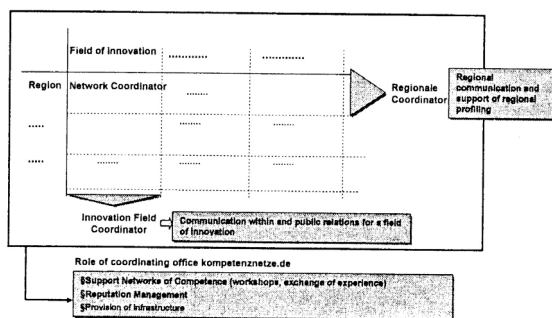 Field of innovation ............ .............
Region Network Coordinator ........
Regionale
Coordinator
Regional
communication and
support of regional
profiling
..... ........ ........
..... ........ ........ ........
Innovation Field
Coordinator
Communication within and public relations for a field
of innovation
Role of coordinating office kompetenznetze.de
§Support Networks of Competence (workshops, exchange of experience)
§Reputation Management
§Provision of Infrastructure